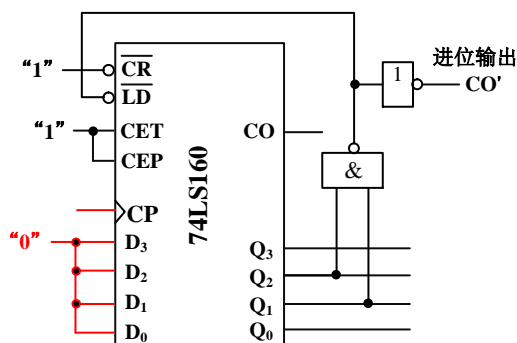 "1"
CR
LD
"1"
CET
CEP
CP
"0"
D3
D2
D1
D0
74LS160
CO
Q3
Q2
Q1
Q0
&
1
进位输出
CO'